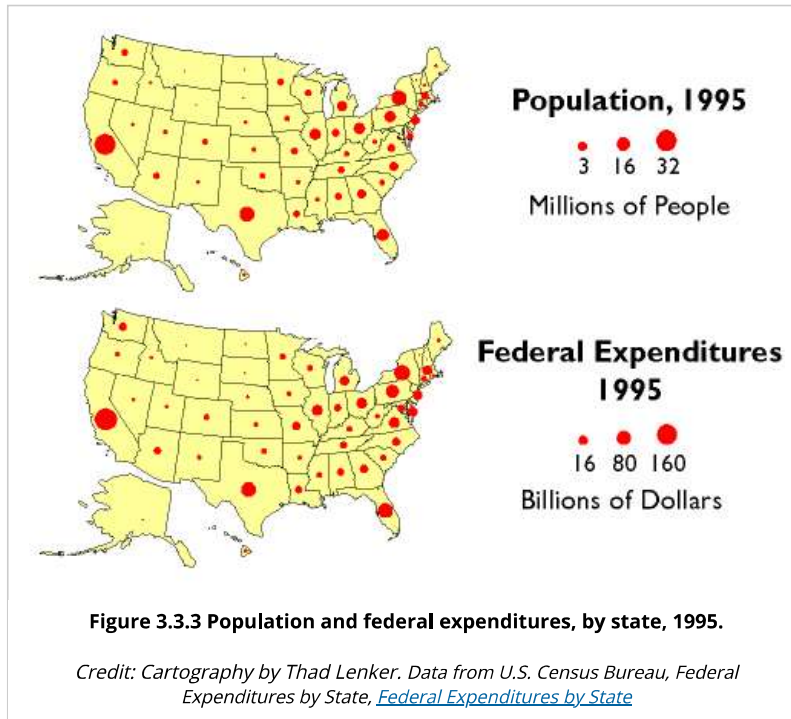 Population, 1995
3 16 32
Millions of People
Federal Expenditures
1995
16 80 160
Billions of Dollars
Figure 3.3.3 Population and federal expenditures, by state, 1995.
Credit: Cartography by Thad Lenker. Data from U.S. Census Bureau, Federal
Expenditures by State, Federal Expenditures by State